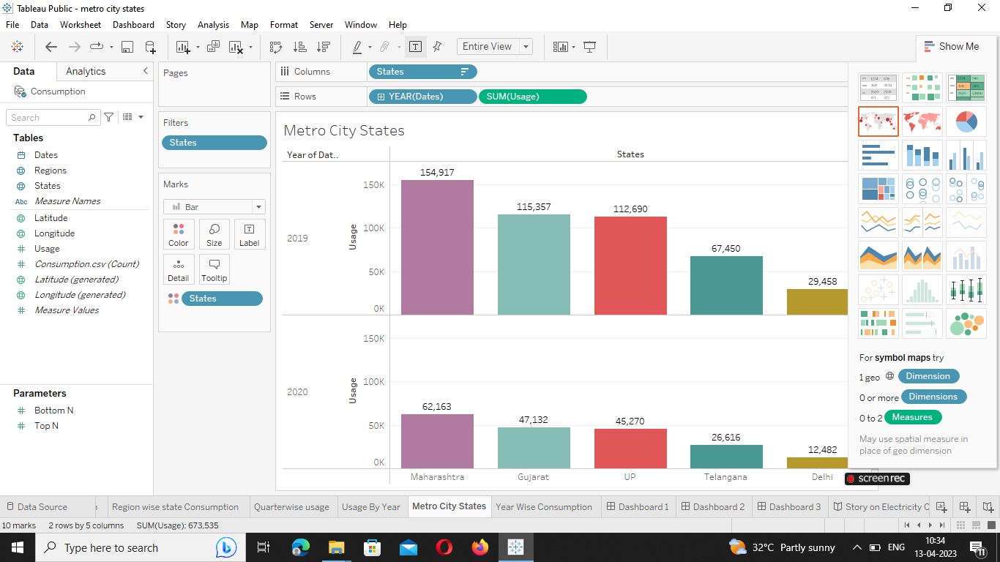 Tableau Public - metro city states
File Data Worksheet Dashboard Story Analysis Map Format Server Window Help
Entire View
Show Me
Data Analytics
Consumption
Search
Tables
Dates
Regions
States
Abc Measure Names
Latitude
Longitude
Usage
Consumption.csv (Count)
Latitude (generated)
Longitude (generated)
Measure Values
Parameters
Bottom N
Top N
Pages
Filters
States
Marks
Bar
Color Size Label
Detail Tooltip
States
Columns States
Rows YEAR(Dates) SUM(Usage)
Metro City States
Year of Dat.. States
2019
Usage
150K
100K
50K
0K
154,917
115,357
112,690
67,450
29,458
2020
Usage
150K
100K
50K
0K
62,163
47,132
45,270
26,616
12,482
Maharashtra Gujarat UP Telangana Delhi
For symbol maps try
1 geo Dimension
0 or more Dimensions
0 to 2 Measures
May use spatial measure in
place of geo dimension
screenrec
Data Source Region wise state Consumption Quarterwise usage Usage By Year Metro City States Year Wise Consumption Dashboard 1 Dashboard 2 Dashboard 3 Story on Electricity C
10 marks 2 rows by 5 columns SUM(Usage): 673,535
Type here to search
32°C Partly sunny
ENG
10:34
13-04-2023
11